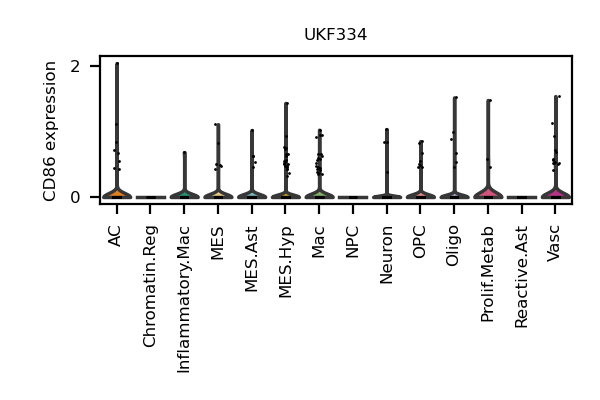 UKF334
CD86 expression
2
0
AC
Chromatin.Reg
Inflammatory.Mac
MES
MES.Ast
MES.Hyp
Mac
NPC
Neuron
OPC
Oligo
Prolif.Metab
Reactive.Ast
Vasc